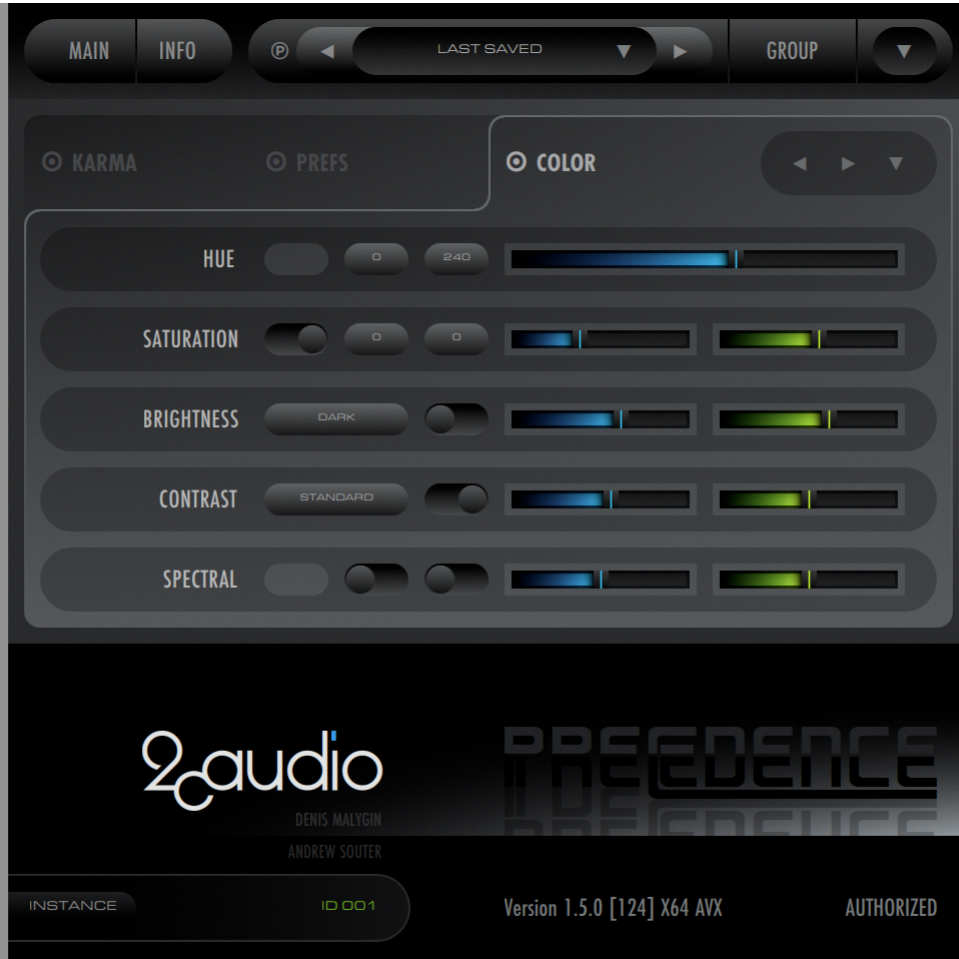 MAIN INFO Ⓟ LAST SAVED GROUP
KARMA PREFS COLOR
HUE 0 240
SATURATION 0 0
BRIGHTNESS DARK
CONTRAST STANDARD
SPECTRAL
2caudio
PRECEDENCE
DENIS MALYGIN
ANDREW SOUTER
INSTANCE ID 001
Version 1.5.0 [124] X64 AVX AUTHORIZED